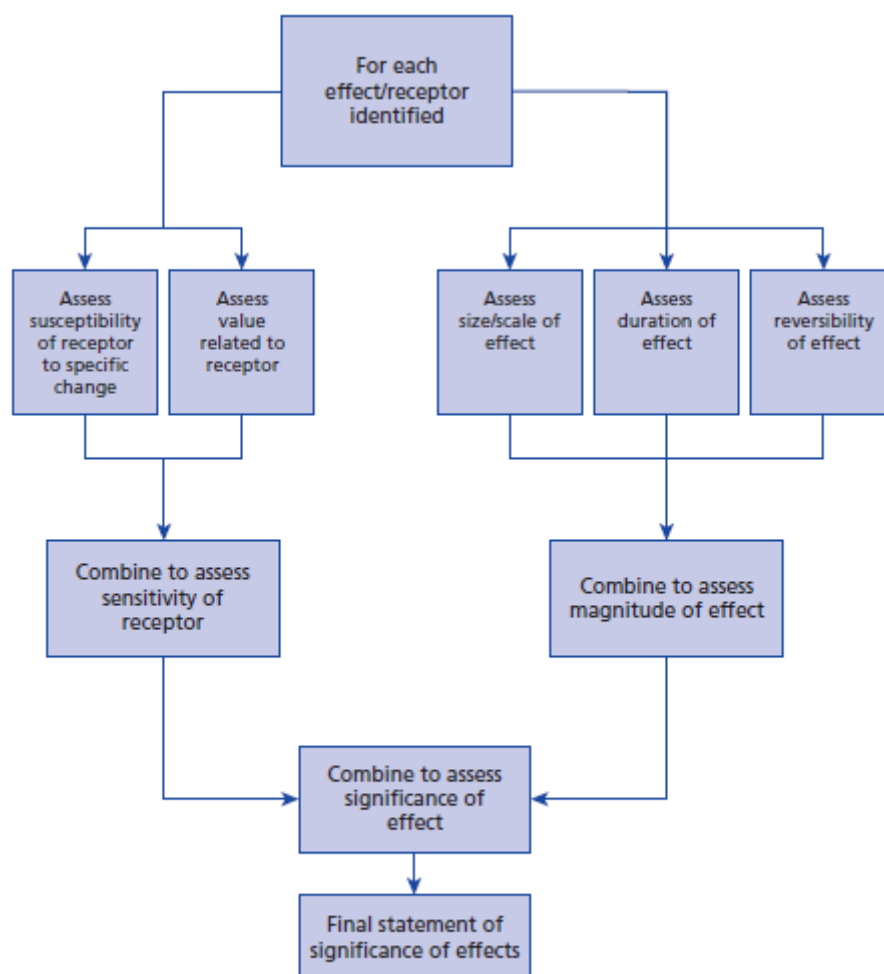 For each
effect/receptor
identified
Assess
susceptibility
of receptor
to specific
change
Assess
value
related to
receptor
Assess
size/scale of
effect
Assess
duration of
effect
Assess
reversibility
of effect
Combine to assess
sensitivity of
receptor
Combine to assess
magnitude of effect
Combine to assess
significance of
effect
Final statement of
significance of effects